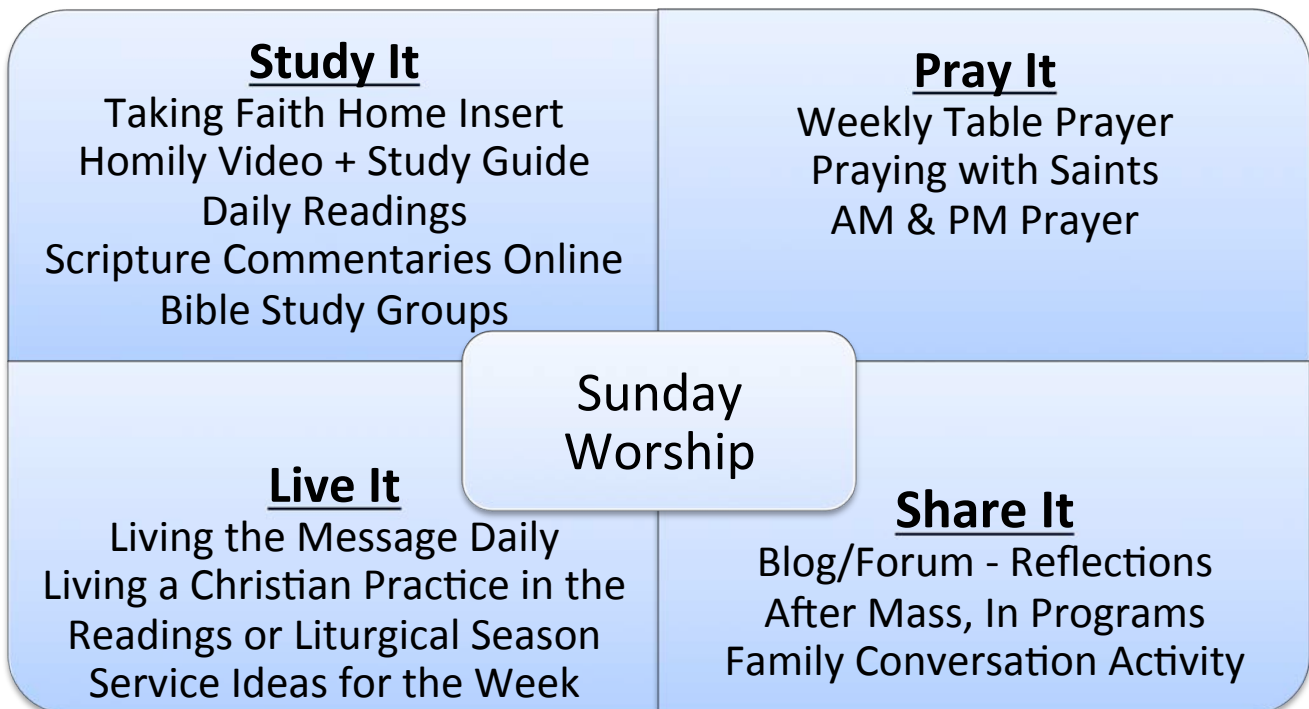 Study It
Taking Faith Home Insert
Homily Video + Study Guide
Daily Readings
Scripture Commentaries Online
Bible Study Groups
Pray It
Weekly Table Prayer
Praying with Saints
AM & PM Prayer
Sunday
Worship
Live It
Living the Message Daily
Living a Christian Practice in the
Readings or Liturgical Season
Service Ideas for the Week
Share It
Blog/Forum - Reflections
After Mass, In Programs
Family Conversation Activity